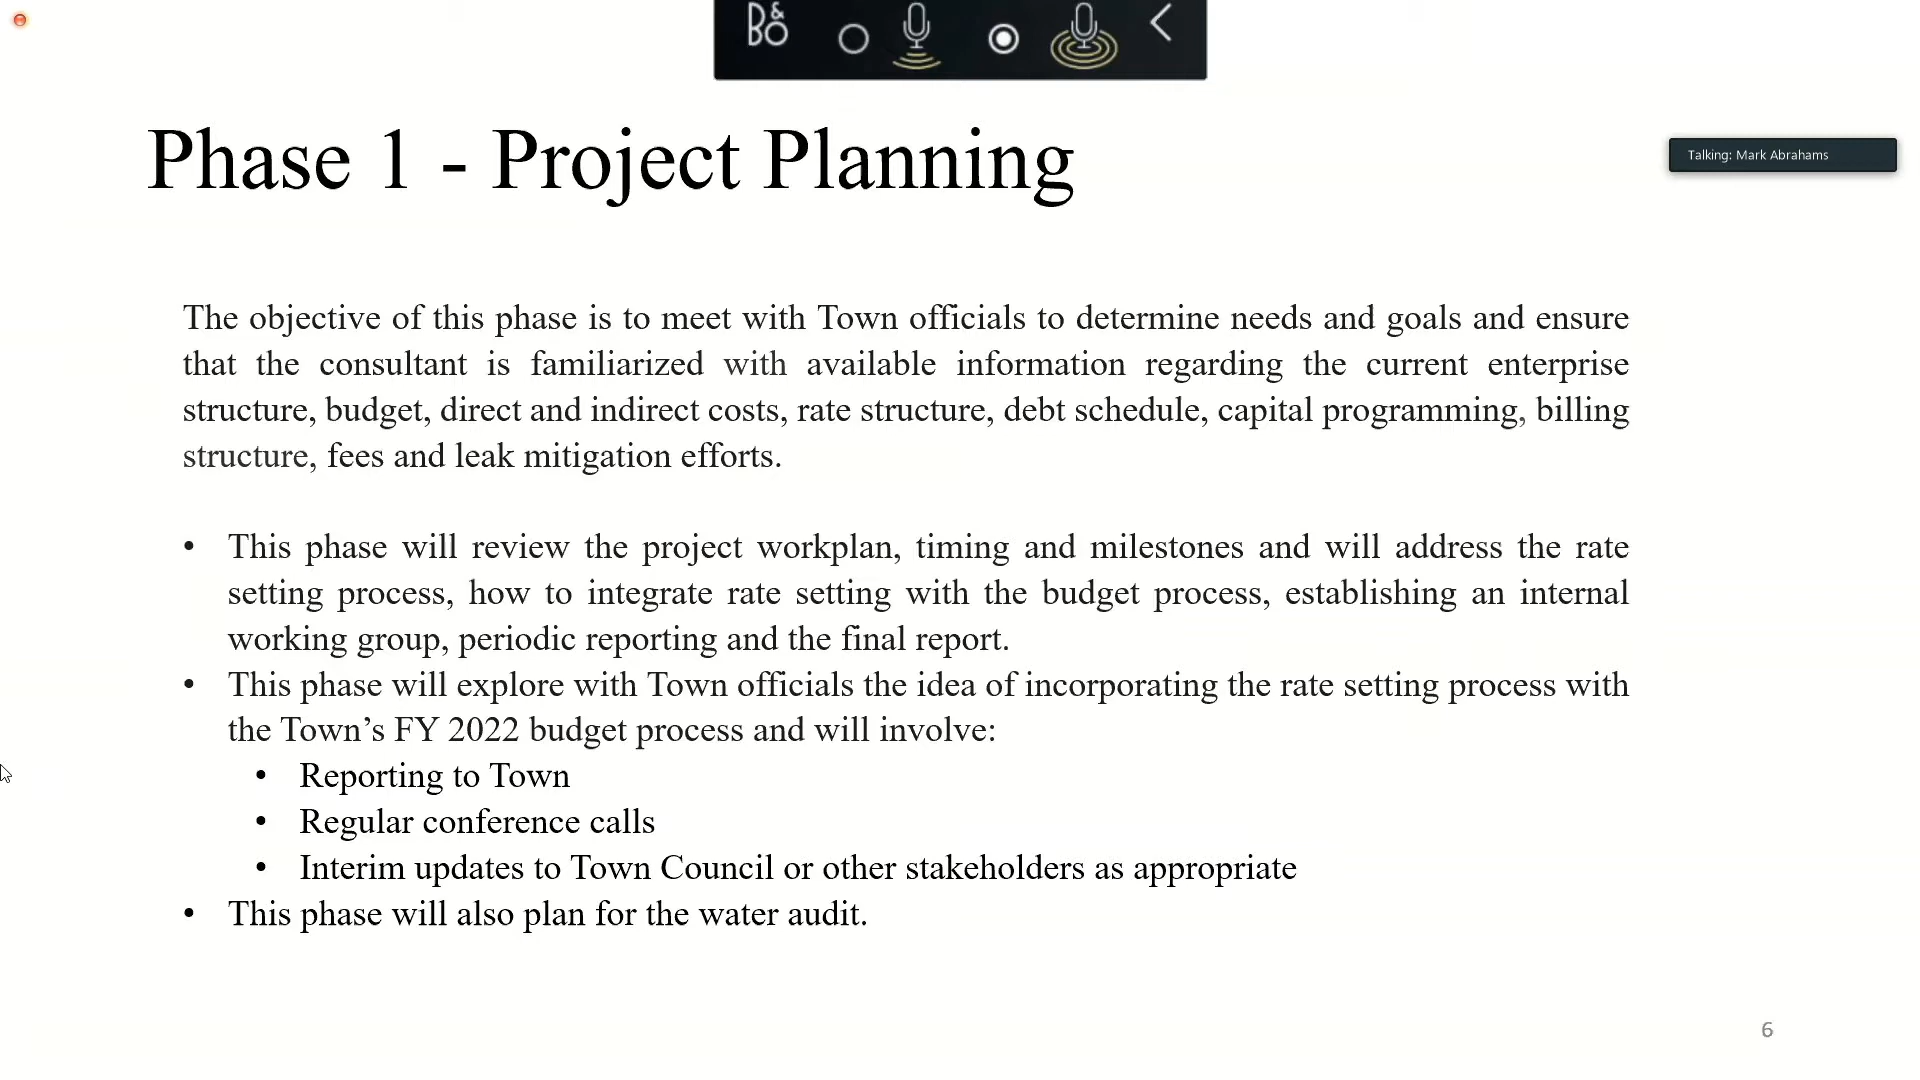 B&O
Phase 1 - Project Planning
Talking: Mark Abrahams
The objective of this phase is to meet with Town officials to determine needs and goals and ensure
that the consultant is familiarized with available information regarding the current enterprise
structure, budget, direct and indirect costs, rate structure, debt schedule, capital programming, billing
structure, fees and leak mitigation efforts.
• This phase will review the project workplan, timing and milestones and will address the rate
setting process, how to integrate rate setting with the budget process, establishing an internal
working group, periodic reporting and the final report.
• This phase will explore with Town officials the idea of incorporating the rate setting process with
the Town’s FY 2022 budget process and will involve:
• Reporting to Town
• Regular conference calls
• Interim updates to Town Council or other stakeholders as appropriate
• This phase will also plan for the water audit.
6